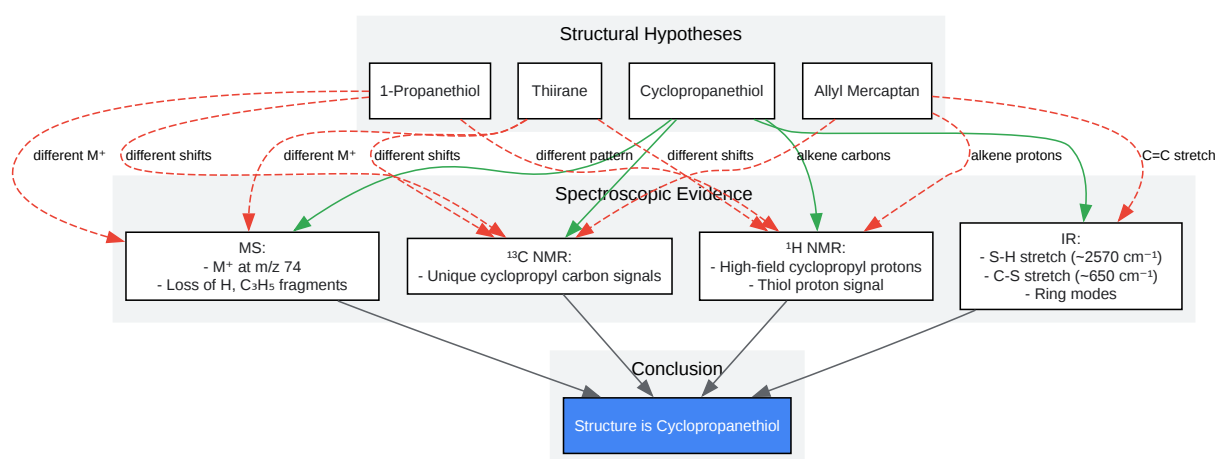 Structural Hypotheses
1-Propanethiol
Thiirane
Cyclopropanethiol
Allyl Mercaptan
different M⁺
different shifts
different M⁺
different shifts
different pattern
different shifts
alkene carbons
alkene protons
C=C stretch
Spectroscopic Evidence
MS:
- M⁺ at m/z 74
- Loss of H, C₃H₅ fragments
¹³C NMR:
- Unique cyclopropyl carbon signals
¹H NMR:
- High-field cyclopropyl protons
- Thiol proton signal
IR:
- S-H stretch (~2570 cm⁻¹)
- C-S stretch (~650 cm⁻¹)
- Ring modes
Conclusion
Structure is Cyclopropanethiol